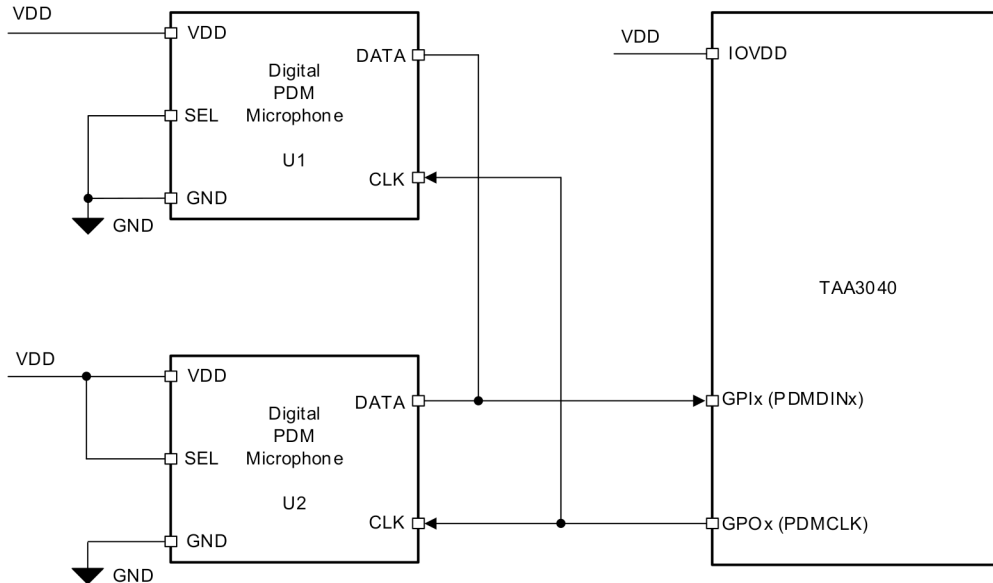 VDD
VDD
DATA
Digital
PDM
Microphone
SEL
U1
CLK
GND
GND
VDD
IOVDD
TAA3040
VDD
VDD
DATA
Digital
PDM
Microphone
SEL
U2
CLK
GND
GND
GPIx (PDMDINx)
GPOx (PDMCLK)